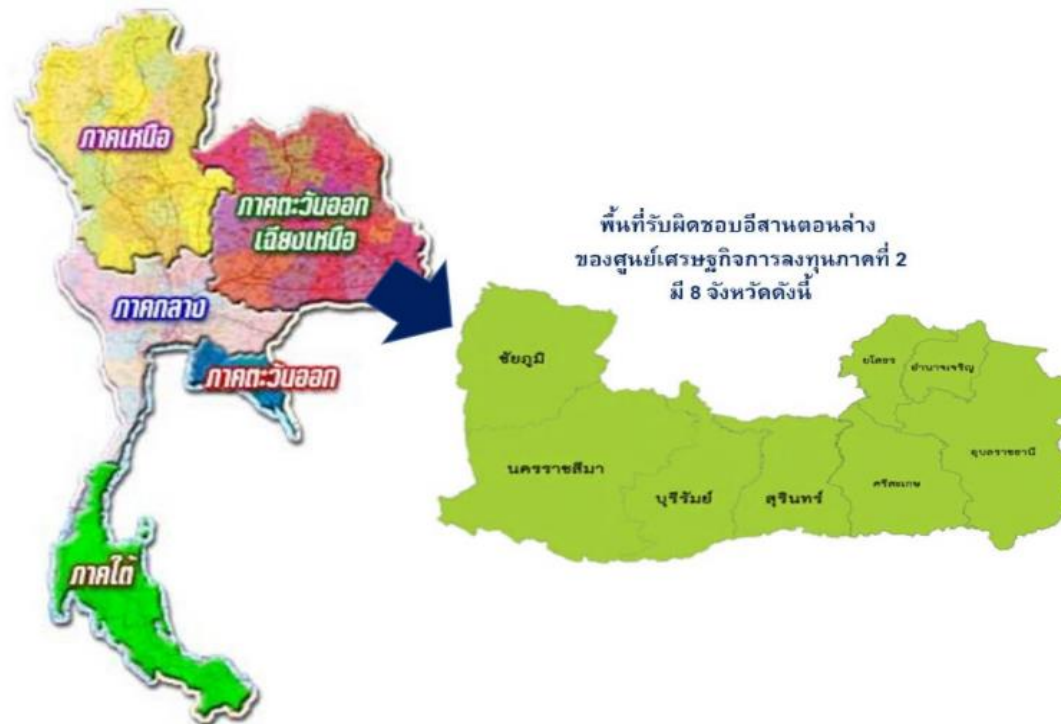 ภาคเหนือ
ภาคตะวันออก
เฉียงเหนือ
ภาคกลาง
ภาคตะวันออก
ภาคใต้
พื้นที่รับผิดชอบอีสานตอนล่าง
ของศูนย์เศรษฐกิจการลงทุนภาคที่ 2
มี 8 จังหวัดดังนี้
ชัยภูมิ
ยโสธร
อำนาจเจริญ
นครราชสีมา
บุรีรัมย์
สุรินทร์
ศรีสะเกษ
อุบลราชธานี